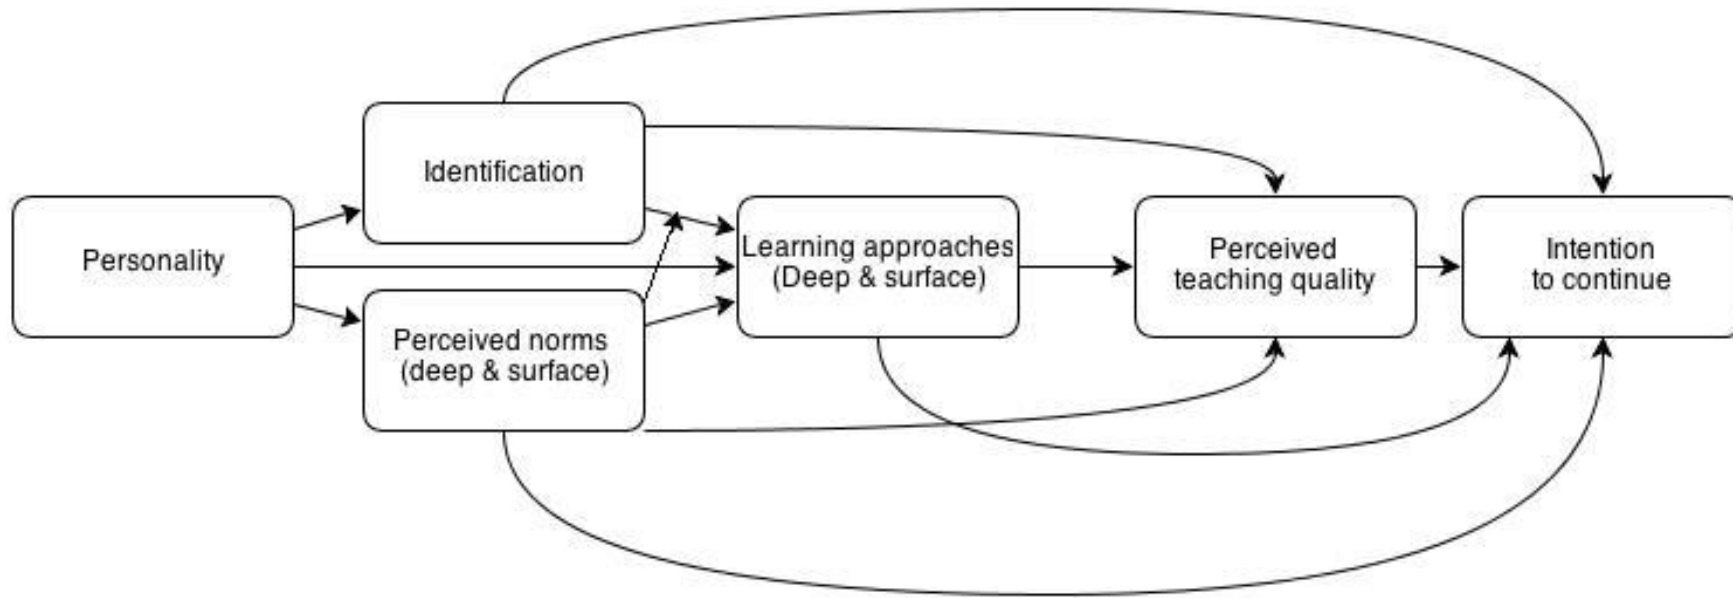 Identification
Personality
Learning approaches
(Deep & surface)
Perceived
teaching quality
Intention
to continue
Perceived norms
(deep & surface)